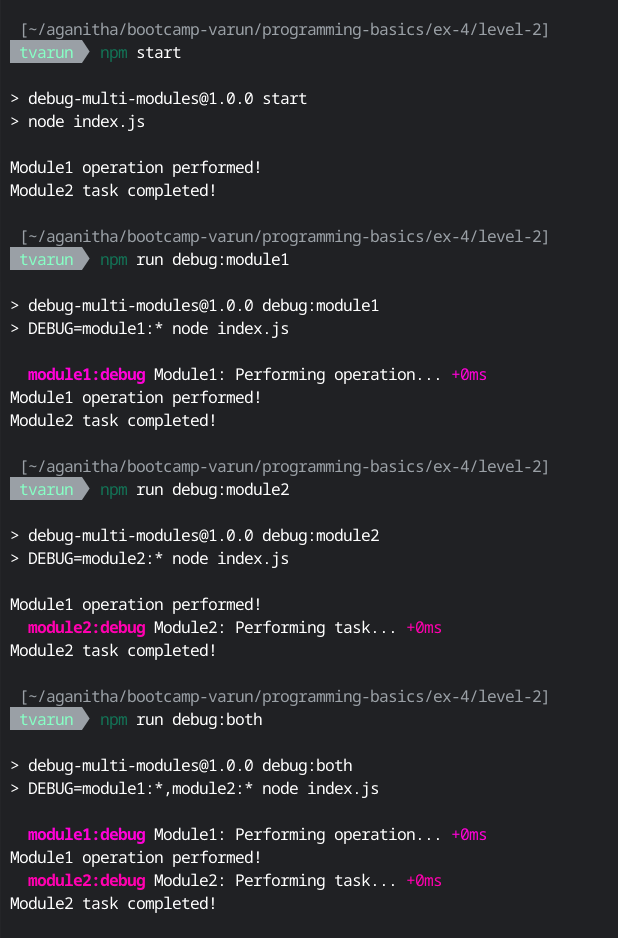 [~/aganitha/bootcamp-varun/programming-basics/ex-4/level-2]
tvarun npm start
> debug-multi-modules@1.0.0 start
> node index.js
Module1 operation performed!
Module2 task completed!
[~/aganitha/bootcamp-varun/programming-basics/ex-4/level-2]
tvarun npm run debug:module1
> debug-multi-modules@1.0.0 debug:module1
> DEBUG=module1:* node index.js
module1:debug Module1: Performing operation... +0ms
Module1 operation performed!
Module2 task completed!
[~/aganitha/bootcamp-varun/programming-basics/ex-4/level-2]
tvarun npm run debug:module2
> debug-multi-modules@1.0.0 debug:module2
> DEBUG=module2:* node index.js
Module1 operation performed!
module2:debug Module2: Performing task... +0ms
Module2 task completed!
[~/aganitha/bootcamp-varun/programming-basics/ex-4/level-2]
tvarun npm run debug:both
> debug-multi-modules@1.0.0 debug:both
> DEBUG=module1:*,module2:* node index.js
module1:debug Module1: Performing operation... +0ms
Module1 operation performed!
module2:debug Module2: Performing task... +0ms
Module2 task completed!